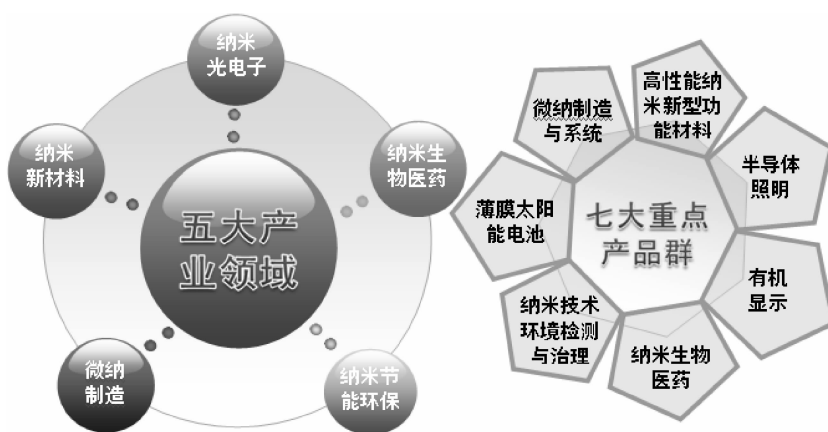 纳米
光电子
纳米生
物医药
纳米节
能环保
微纳
制造
纳米
新材料
五大产
业领域
高性能纳
米新型功
能材料
半导体
照明
有机
显示
纳米生物
医药
纳米技术
环境检测
与治理
薄膜太阳
能电池
微纳制造
与系统
七大重点
产品群